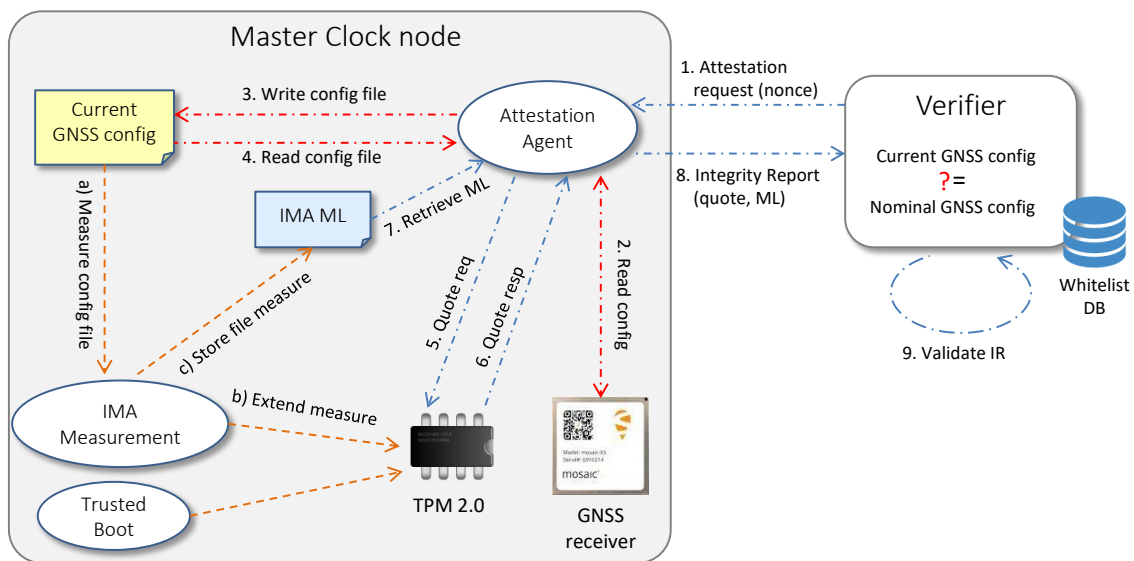 Master Clock node
1. Attestation
request (nonce)
3. Write config file
Current
GNSS config
Attestation
Agent
Verifier
4. Read config file
Current GNSS config
?=
Nominal GNSS config
8. Integrity Report
(quote, ML)
a) Measure config file
IMA ML
7. Retrieve ML
2. Read config
5. Quote req
6. Quote resp
c) Store file measure
Whitelist
DB
9. Validate IR
b) Extend measure
IMA
Measurement
Model: mosaic-X5
mosaic
Trusted
Boot
TPM 2.0
GNSS
receiver